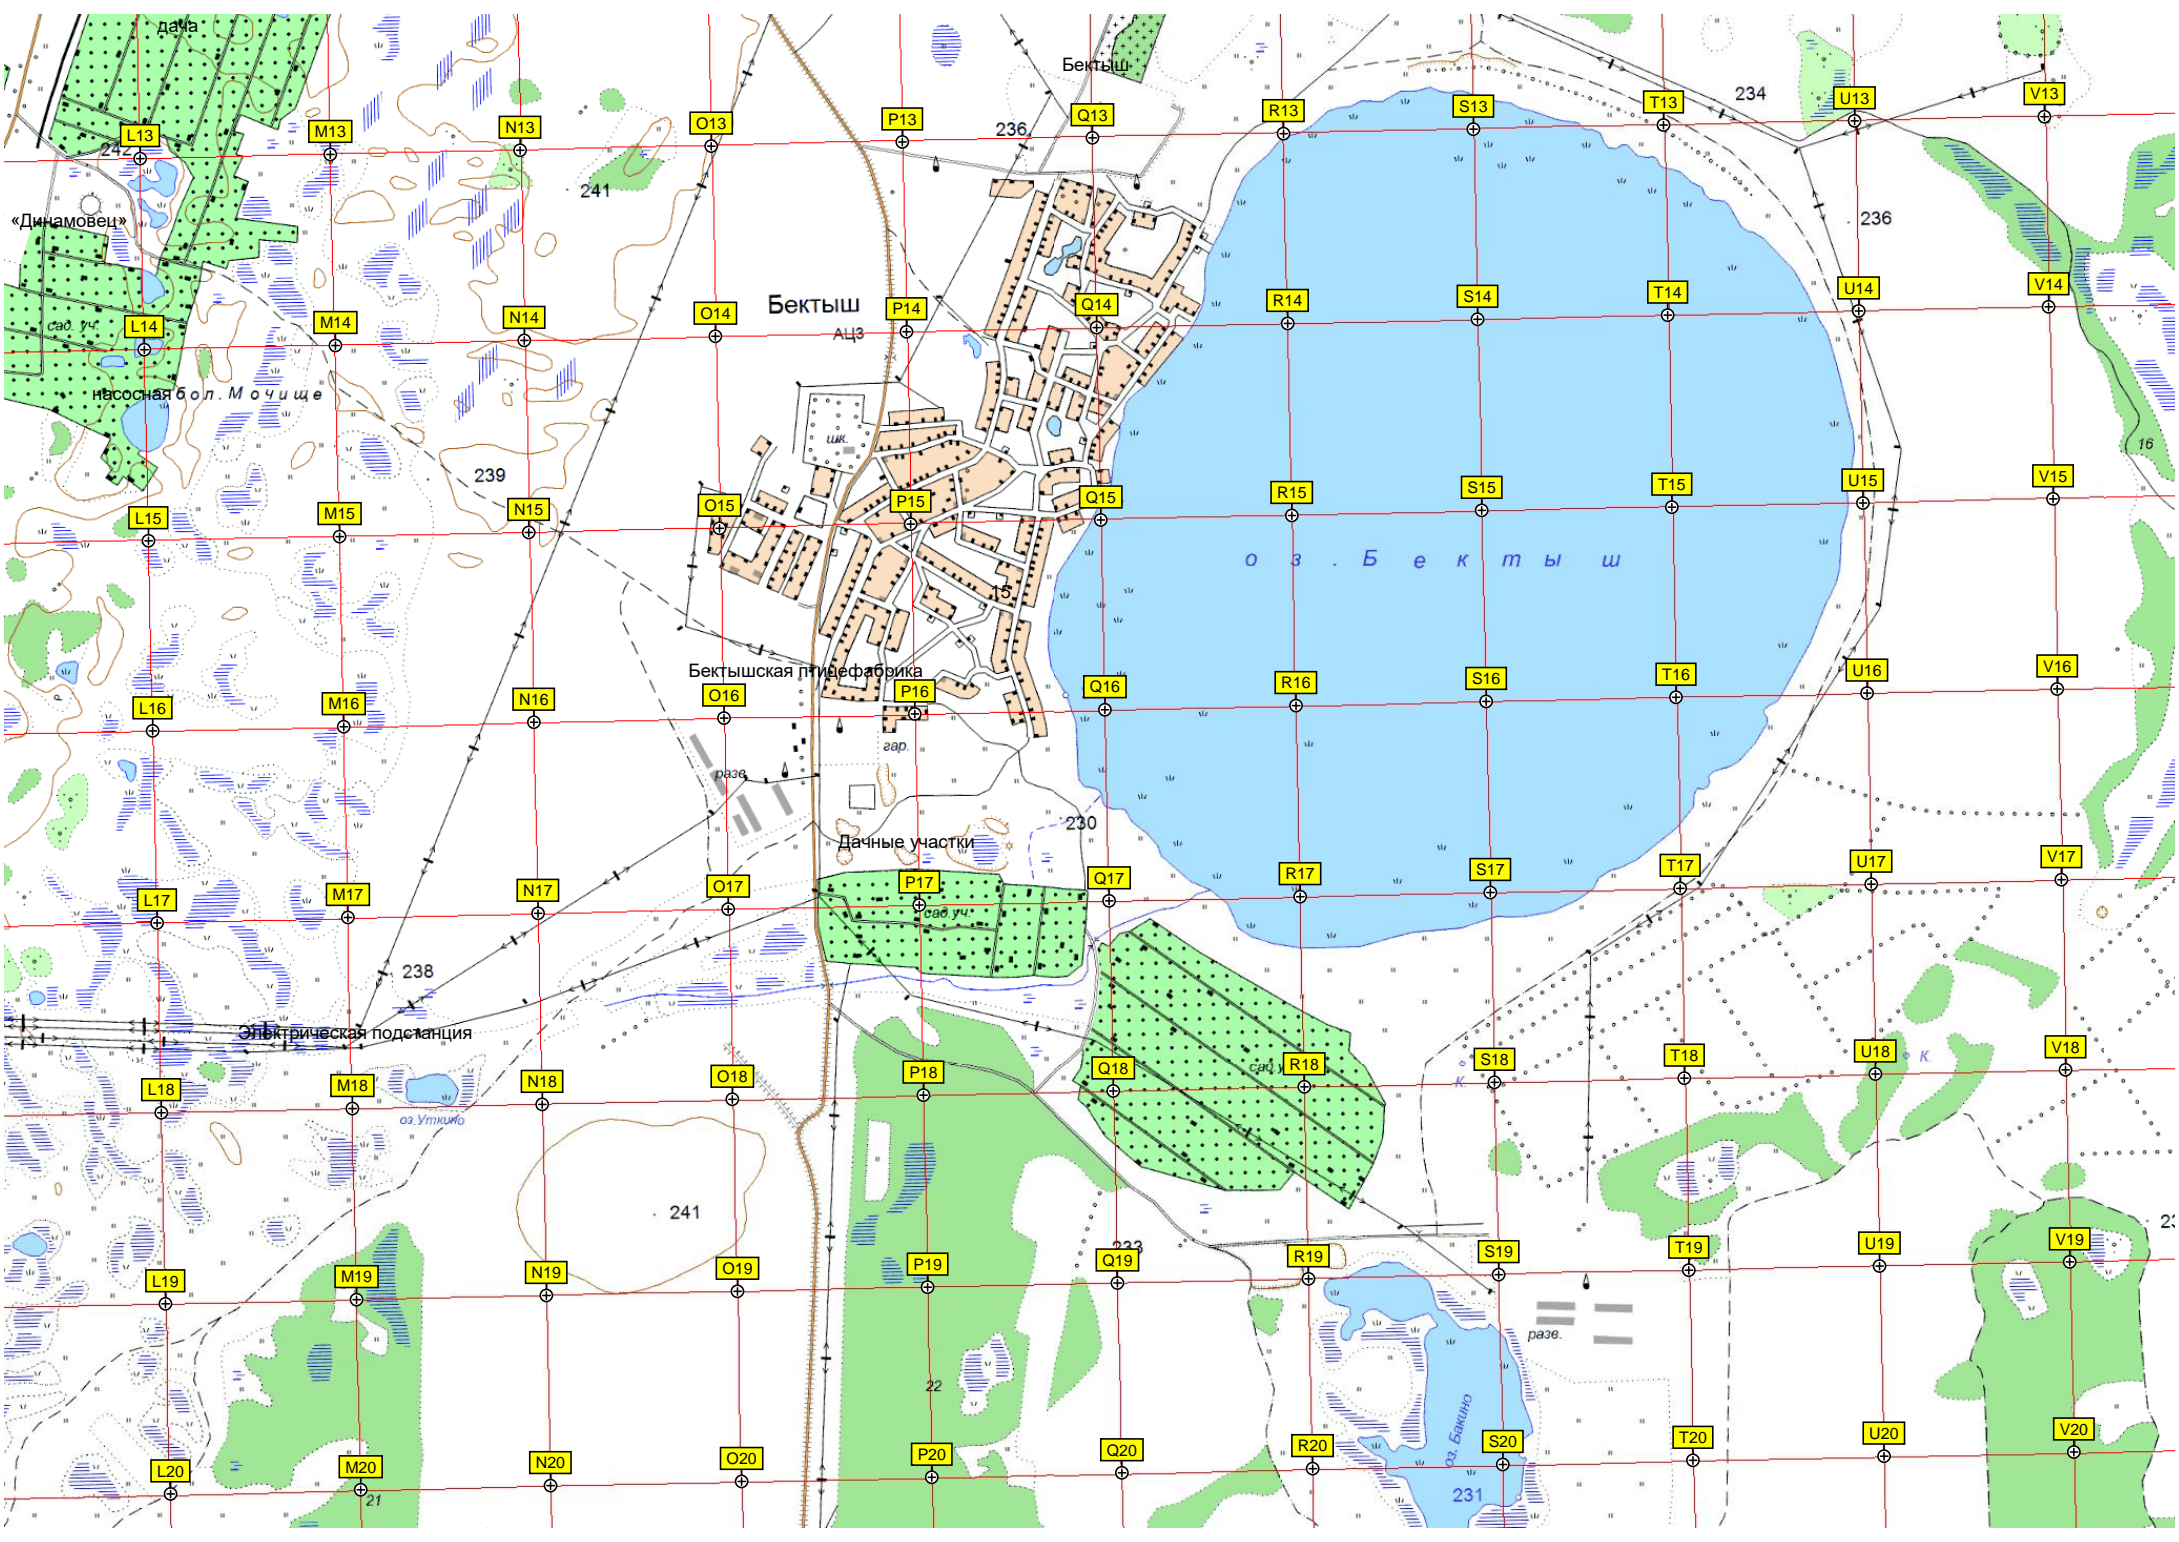 дача
Бектыш
L13 M13 N13 O13 P13 Q13 R13 S13 T13 U13 V13
242
236
234
241
236
«Динамовец»
Бектыш
АЦЗ
L14 M14 N14 O14 P14 Q14 R14 S14 T14 U14 V14
сад. уч.
насосная
бол. Мочище
шк.
16
239
L15 M15 N15 O15 P15 Q15 R15 S15 T15 U15 V15
оз. Бектыш
15
Бектышская птицефабрика
L16 M16 N16 O16 P16 Q16 R16 S16 T16 U16 V16
р
гар.
разв.
230
Дачные участки
L17 M17 N17 O17 P17 Q17 R17 S17 T17 U17 V17
сад.уч.
238
Электрическая подстанция
L18 M18 N18 O18 P18 Q18 R18 S18 T18 U18 V18
сад.у
К.
К.
оз.Уткино
241
233
L19 M19 N19 O19 P19 Q19 R19 S19 T19 U19 V19
разв.
22
оз. Бакино
L20 M20 N20 O20 P20 Q20 R20 S20 T20 U20 V20
21
231